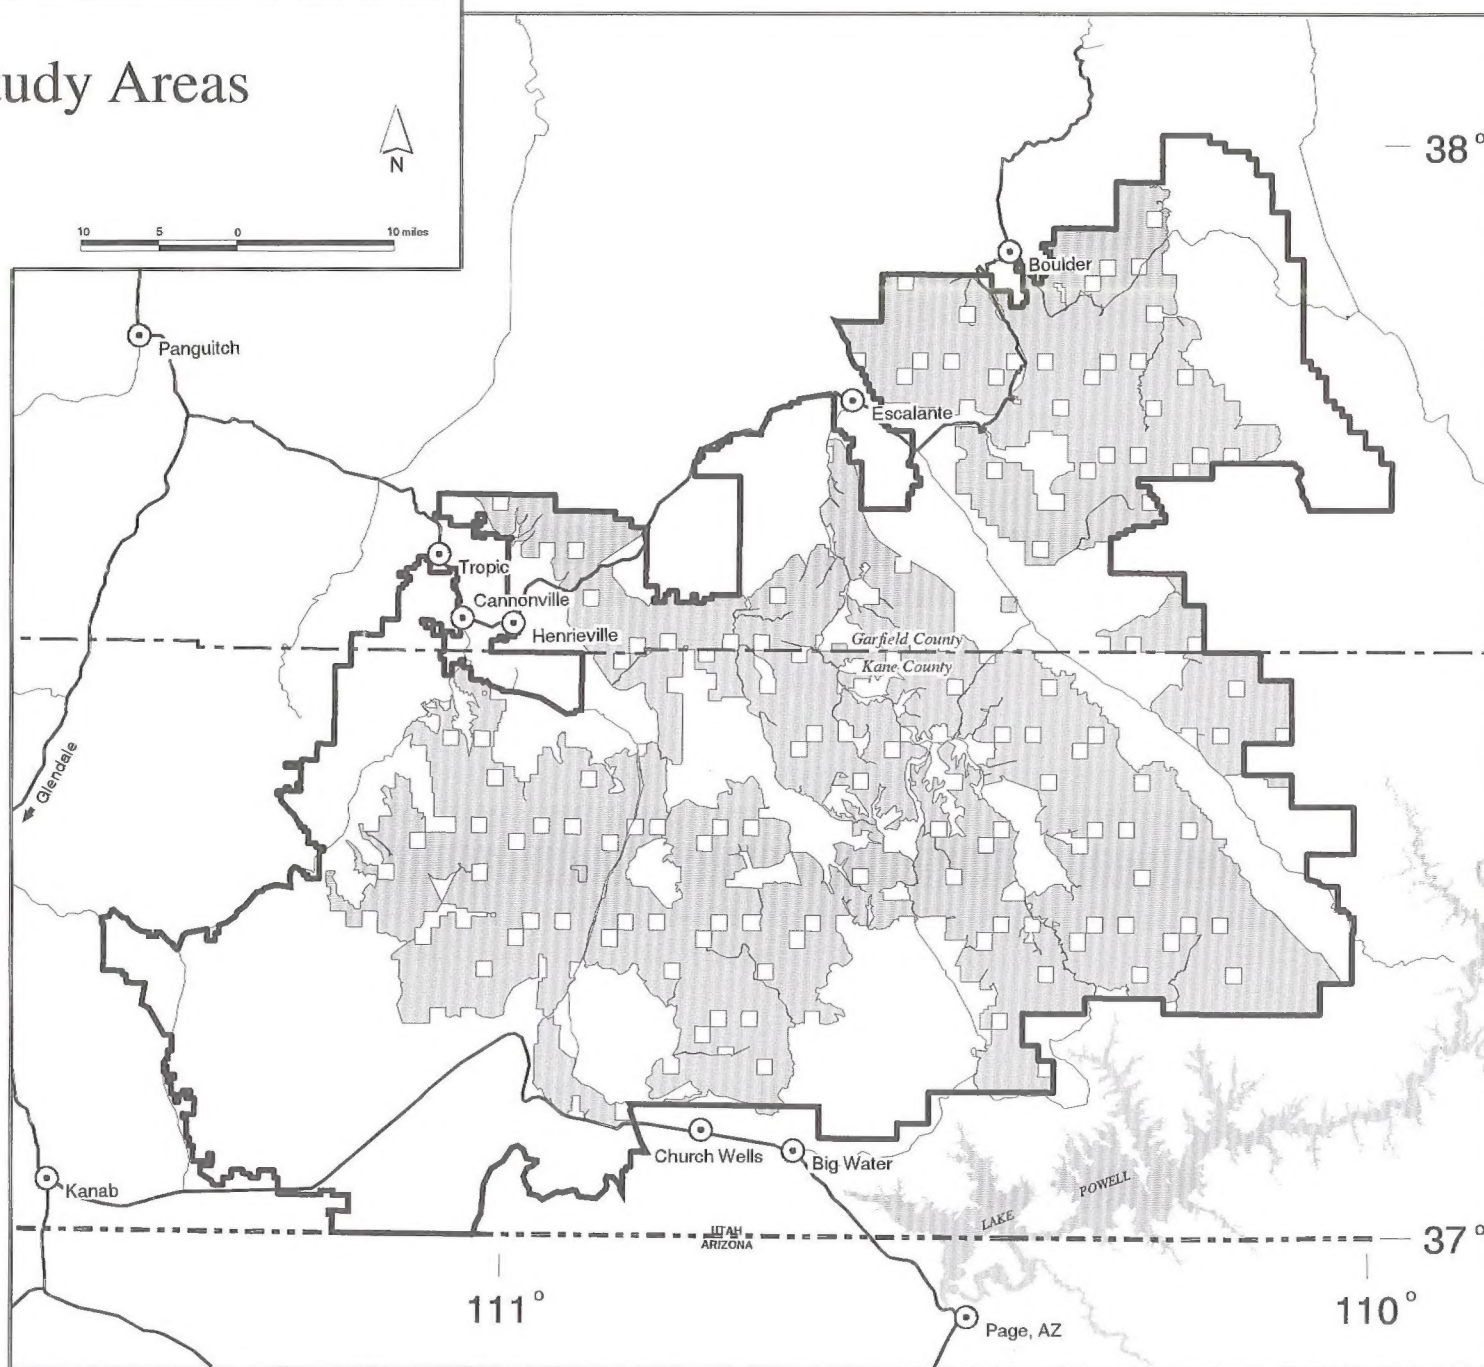 udy Areas
N
10 5 0 10 miles
38°
Boulder
Panguitch
Escalante
Tropic
Cannonville
Henrieville
Garfield County
Kane County
Glendale
Church Wells
Big Water
Kanab
LAKE POWELL
UTAH
ARIZONA
37°
111° 110°
Page, AZ